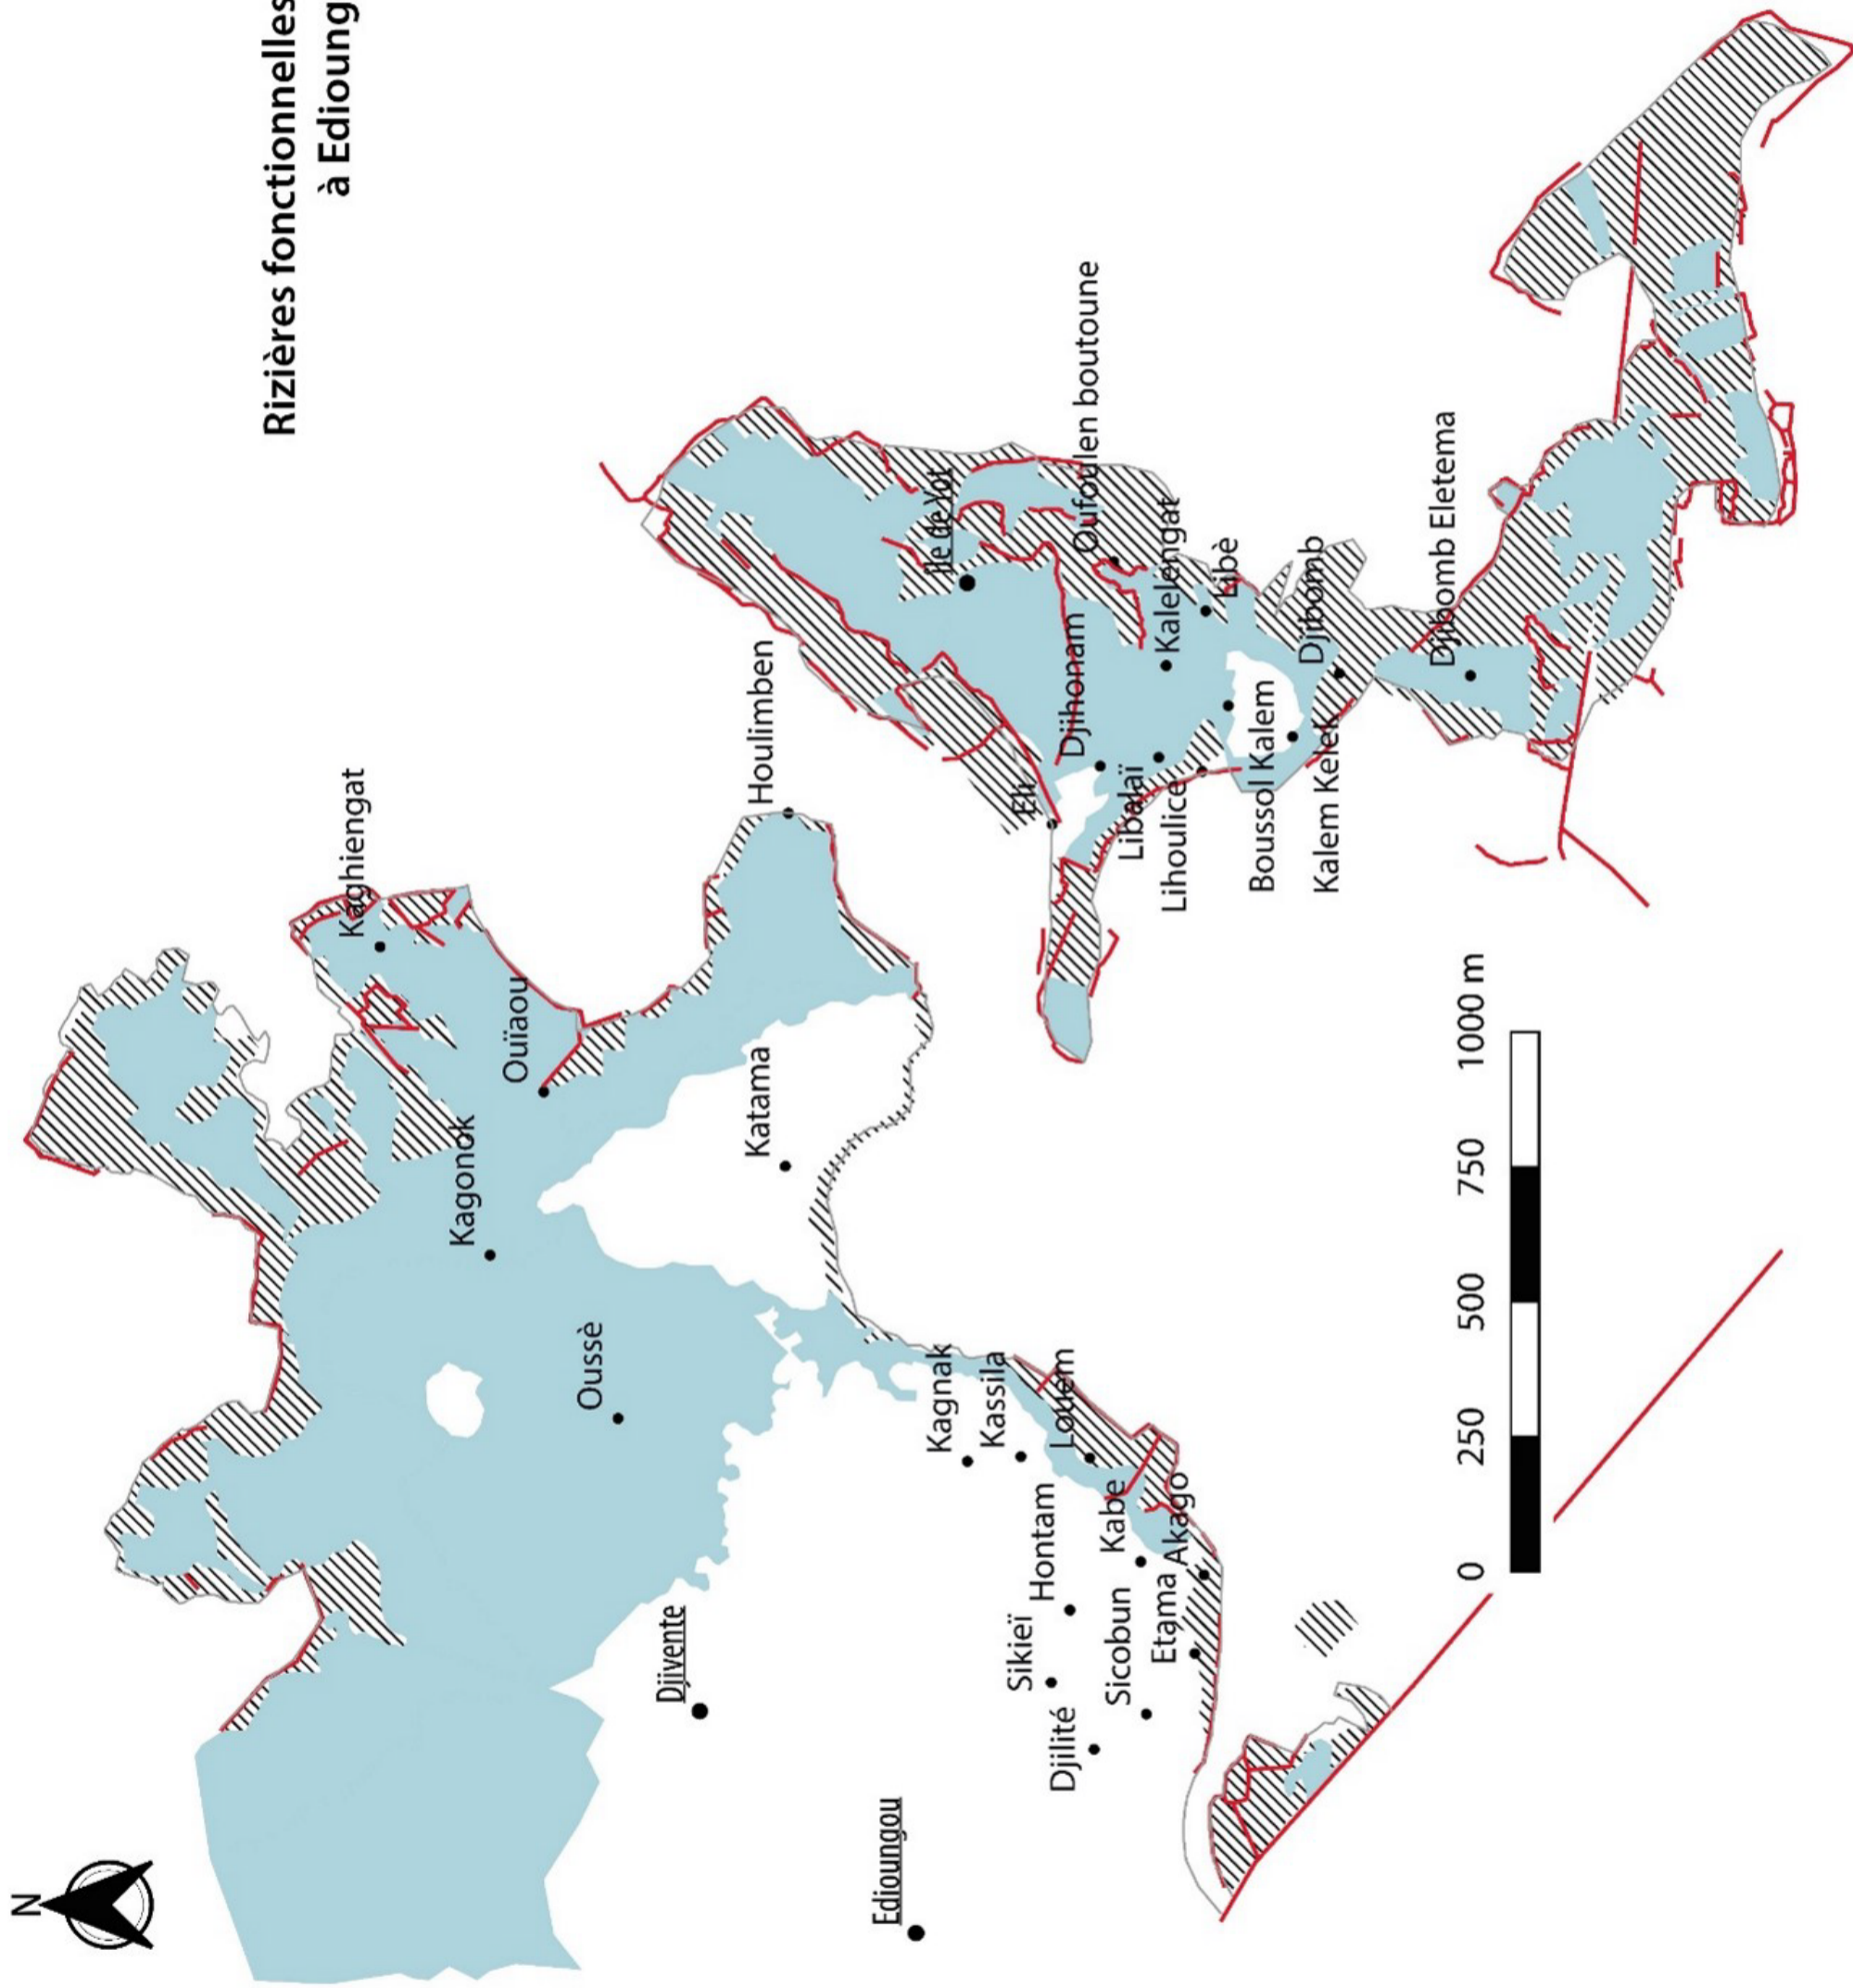 Rizières fonctionnelles
à Edioung
N
Kaghiengat
Kagonok
Ouïaou
Houlimben
Oussè
Katama
Djivente
Edioungou
Kagnak
Kassila
Louem
Hontam
Kabe
Akago
Sikieï
Sicobun
Etama
Djilité
île de Yot
Oufoulen boutoune
Eli
Djihonam
Kalelengat
Libè
Libalaï
Lihoulice
Djibomb
Boussol Kalem
Kalem Kelek
Djibomb Eletema
0
250
500
750
1000 m